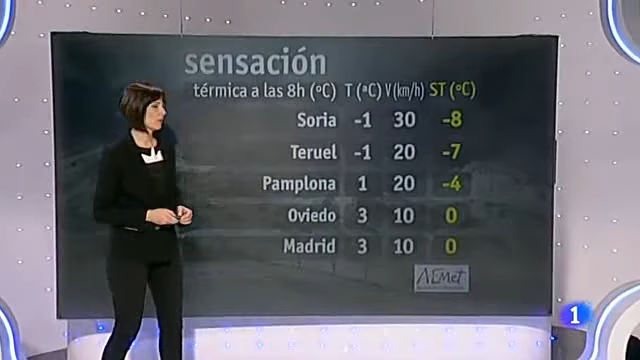 sensación
térmica a las 8h (ºC) T (ªC) V (km/h) ST (ºC)
Soria -1 30 -8
Teruel -1 20 -7
Pamplona 1 20 -4
Oviedo 3 10 0
Madrid 3 10 0
AEMet
1